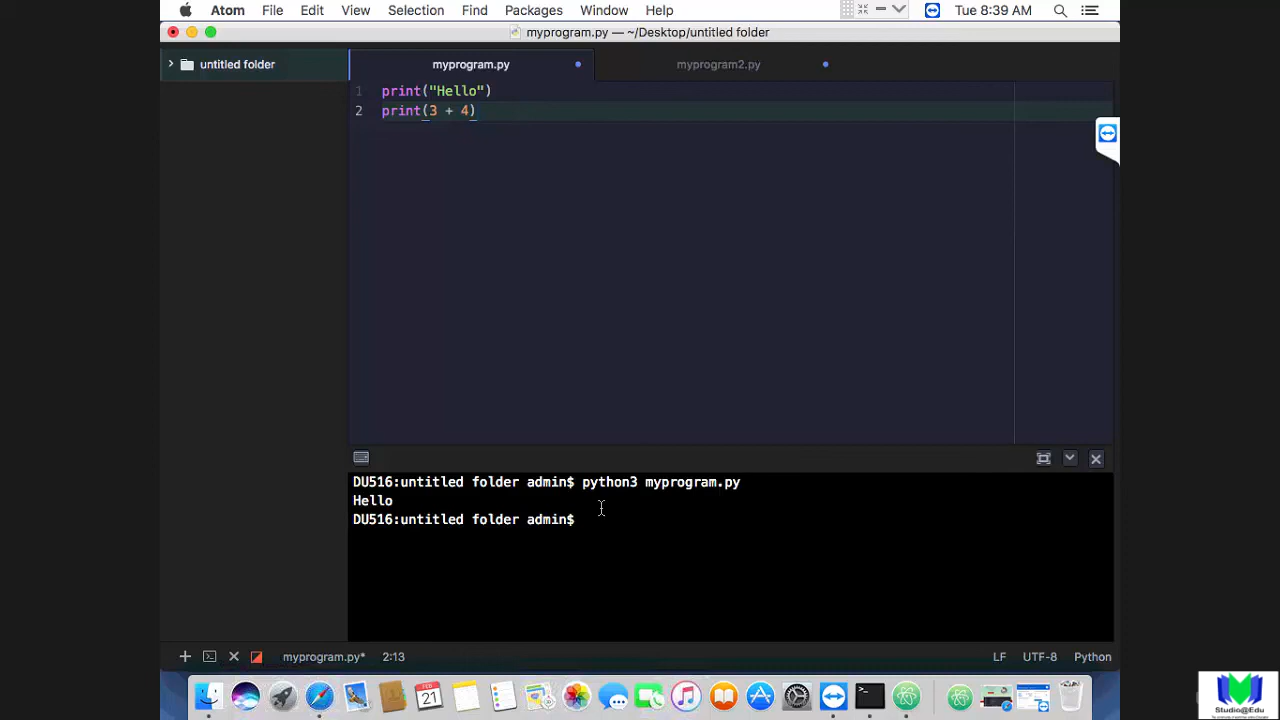 Atom File Edit View Selection Find Packages Window Help Tue 8:39 AM
myprogram.py — ~/Desktop/untitled folder
untitled folder myprogram.py myprogram2.py
1 print("Hello")
2 print(3 + 4)
DU516:untitled folder admin$ python3 myprogram.py
Hello
DU516:untitled folder admin$
myprogram.py* 2:13 LF UTF-8 Python
FEB
21
Studio@Edu